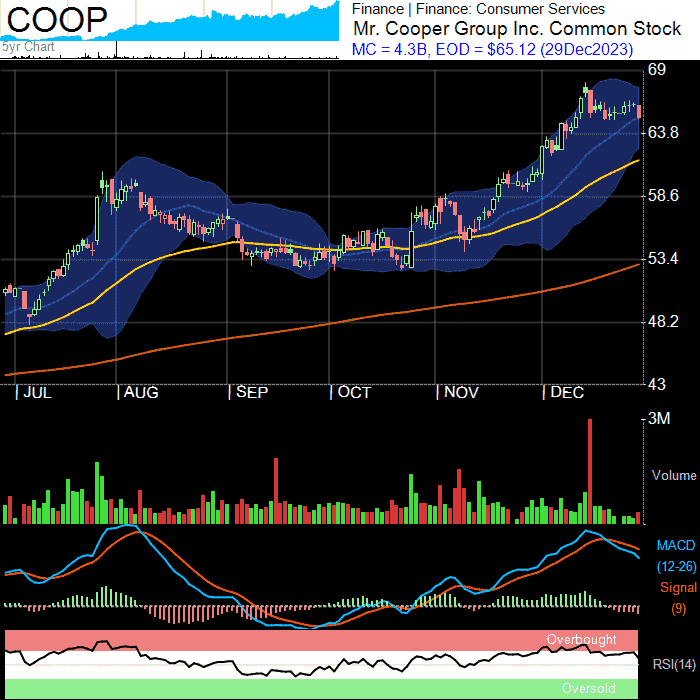 COOP
5yr Chart
Finance | Finance: Consumer Services
Mr. Cooper Group Inc. Common Stock
MC = 4.3B, EOD = $65.12 (29Dec2023)
69
63.8
58.6
53.4
48.2
43
| JUL | AUG | SEP | OCT | NOV | DEC
3M
Volume
MACD
(12-26)
Signal
(9)
Overbought
RSI(14)
Oversold